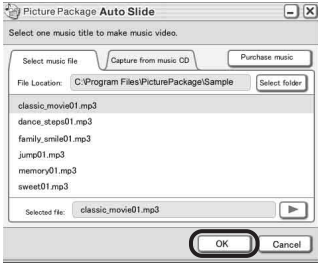 Picture Package Auto Slide
Select one music title to make music video.
Select music file
Capture from music CD
Purchase music
File Location: C:\Program Files\PicturePackage\Sample Select folder
classic_movie01.mp3
dance_steps01.mp3
family_smile01.mp3
jump01.mp3
memory01.mp3
sweet01.mp3
Selected file: classic_movie01.mp3
OK Cancel